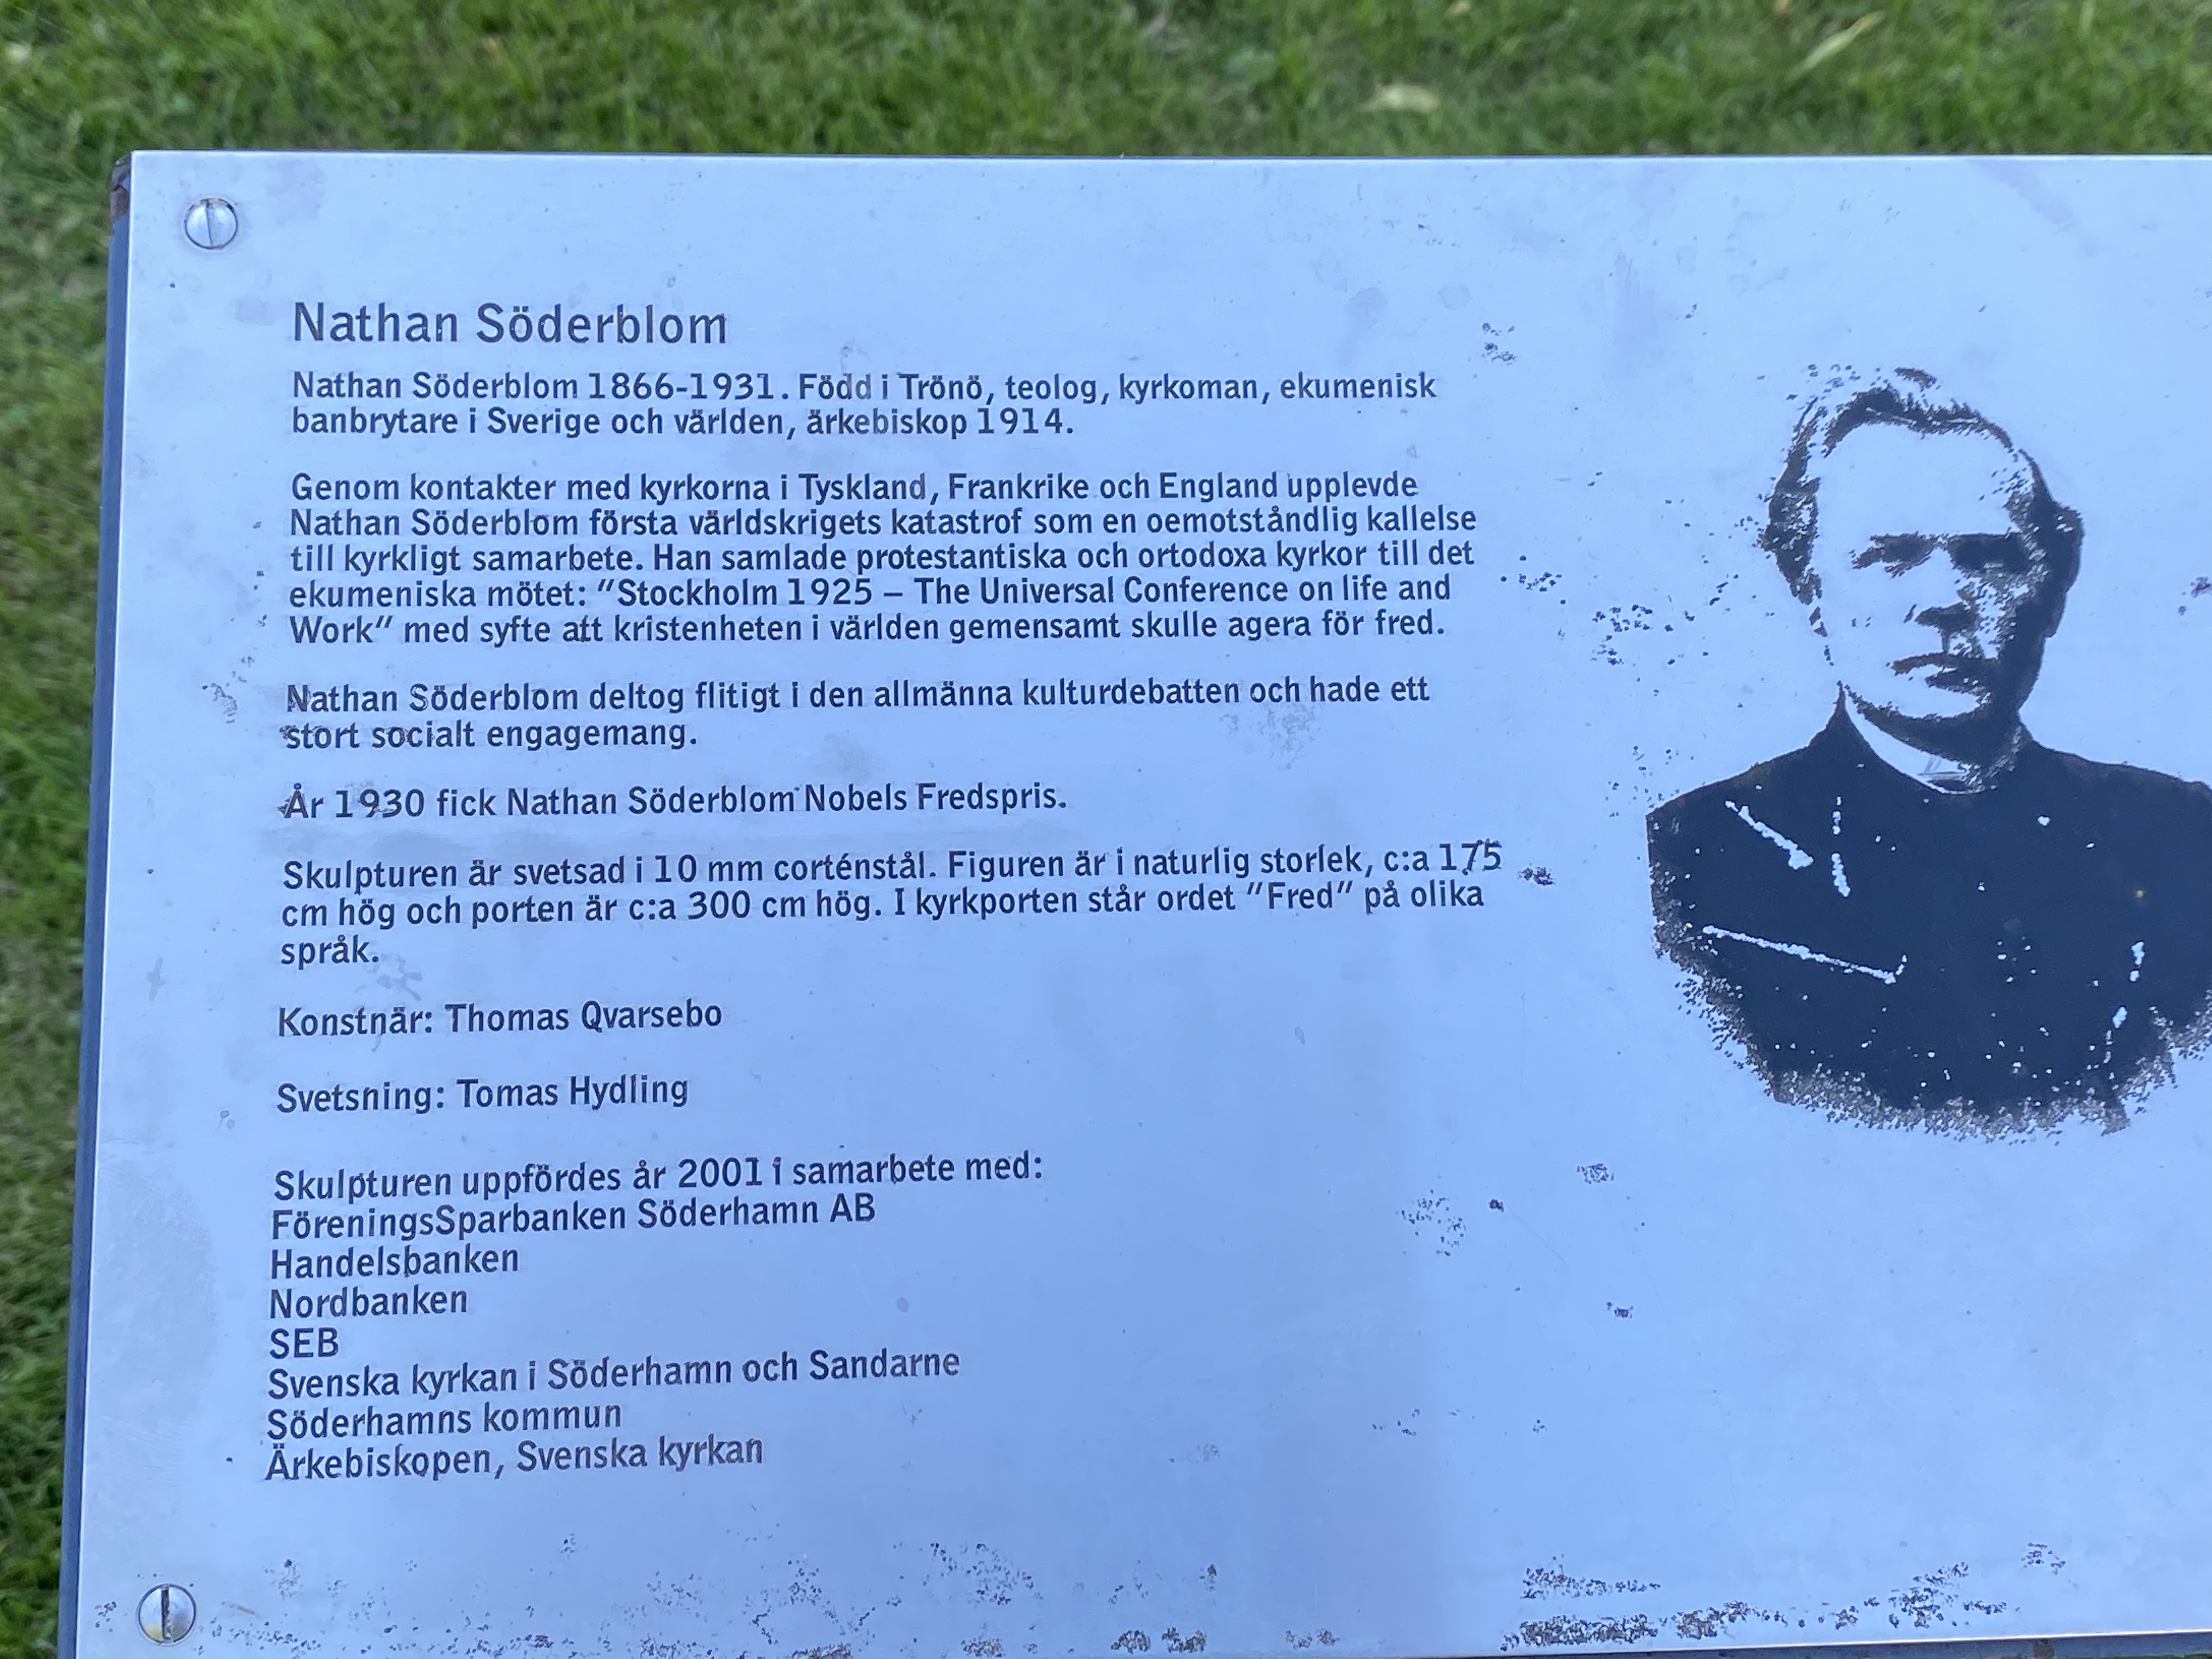 Nathan Söderblom
Nathan Söderblom 1866-1931. Född i Trönö, teolog, kyrkoman, ekumenisk
banbrytare i Sverige och världen, ärkebiskop 1914.
Genom kontakter med kyrkorna i Tyskland, Frankrike och England upplevde
Nathan Söderblom första världskrigets katastrof som en oemotståndlig kallelse
till kyrkligt samarbete. Han samlade protestantiska och ortodoxa kyrkor till det
ekumeniska mötet: "Stockholm 1925 – The Universal Conference on life and
Work" med syfte att kristenheten i världen gemensamt skulle agera för fred.
Nathan Söderblom deltog flitigt i den allmänna kulturdebatten och hade ett
stort socialt engagemang.
År 1930 fick Nathan Söderblom Nobels Fredspris.
Skulpturen är svetsad i 10 mm corténstål. Figuren är i naturlig storlek, c:a 175
cm hög och porten är c:a 300 cm hög. I kyrkporten står ordet "Fred" på olika
språk.
Konstnär: Thomas Qvarsebo
Svetsning: Tomas Hydling
Skulpturen uppfördes år 2001 i samarbete med:
FöreningsSparbanken Söderhamn AB
Handelsbanken
Nordbanken
SEB
Svenska kyrkan i Söderhamn och Sandarne
Söderhamns kommun
Ärkebiskopen, Svenska kyrkan